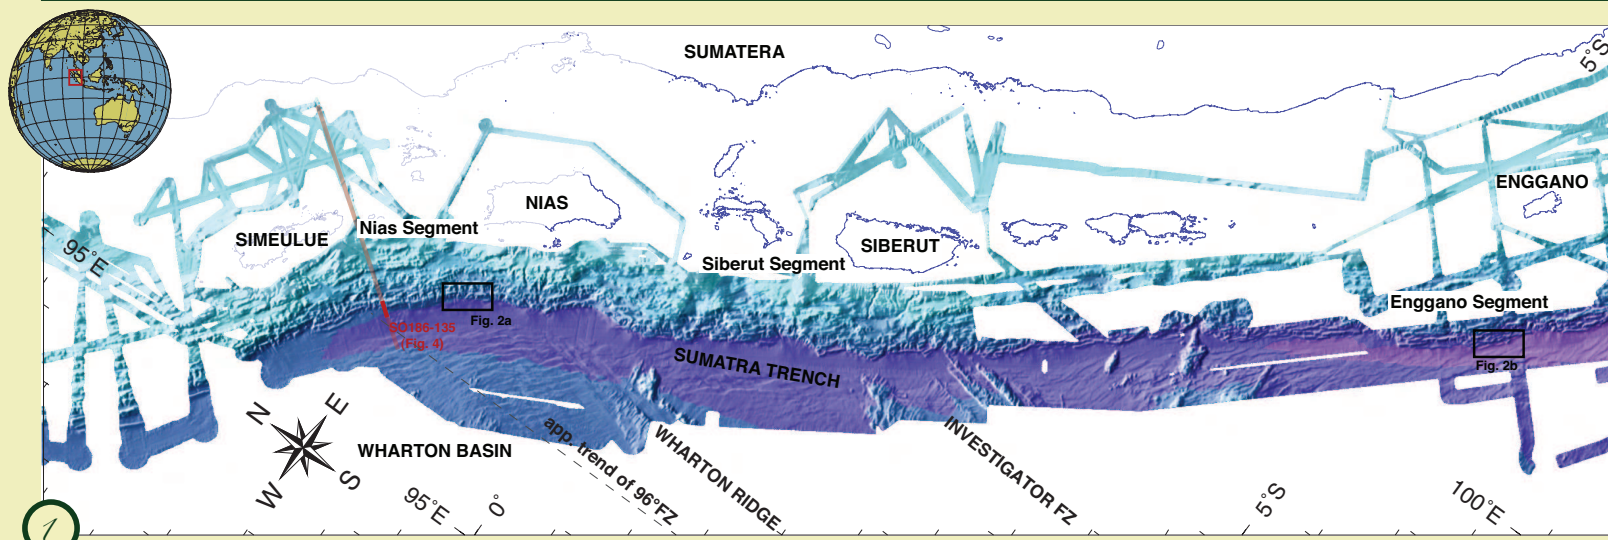 SUMATERA
5°S
ENGGANO
NIAS
Nias Segment
SIMEULUE
SIBERUT
95°E
Siberut Segment
Enggano Segment
Fig. 2a
SO186-135
(Fig. 4)
SUMATRA TRENCH
Fig. 2b
N
E
S
W
WHARTON BASIN
app. trend of 96°FZ
WHARTON RIDGE
INVESTIGATOR FZ
95°E
0°
5°S
100°E
1